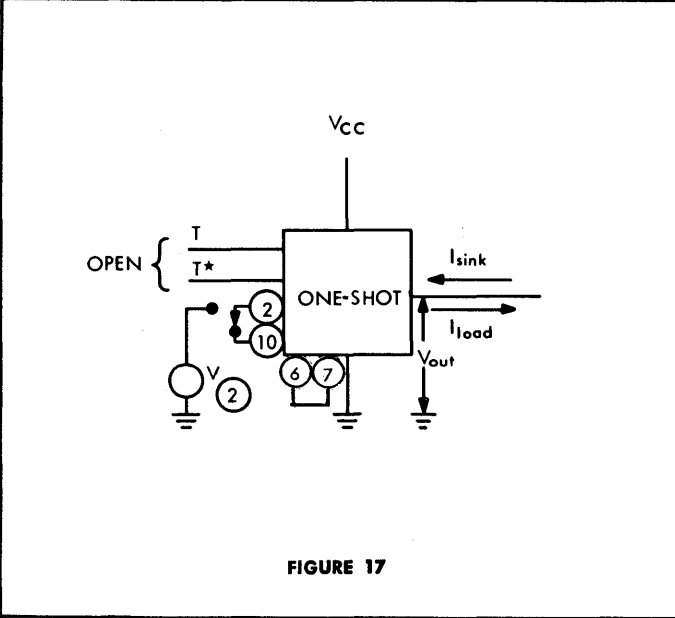 VCC
T
OPEN
T*
Isink
ONE-SHOT
2
Iload
10
Vout
6 7
V 2
FIGURE 17